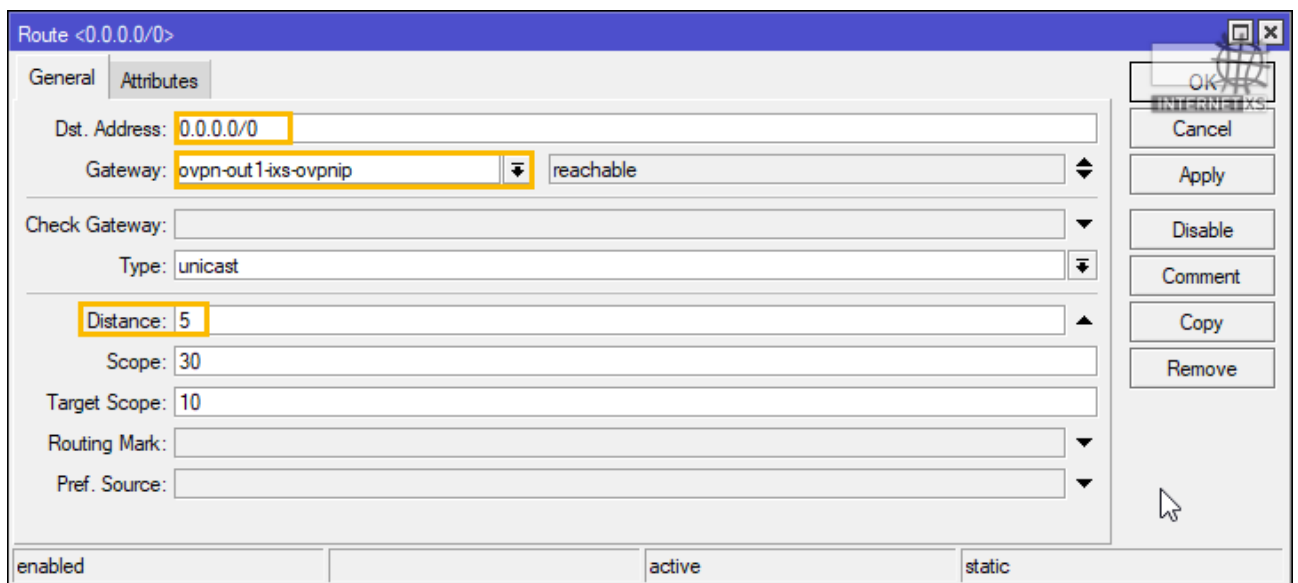 Route <0.0.0.0/0>
General Attributes
OK
INTERNET XS
Dst. Address: 0.0.0.0/0
Cancel
Gateway: ovpn-out1-ixs-ovpnip reachable
Apply
Check Gateway:
Disable
Type: unicast
Comment
Distance: 5
Copy
Scope: 30
Remove
Target Scope: 10
Routing Mark:
Pref. Source:
enabled active static